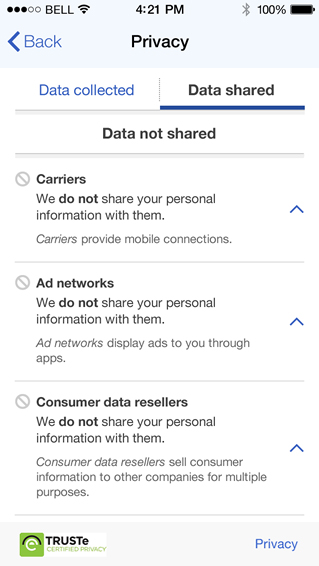 BELL 4:21 PM 100%
Back Privacy
Data collected Data shared
Data not shared
Carriers
We do not share your personal
information with them.
Carriers provide mobile connections.
Ad networks
We do not share your personal
information with them.
Ad networks display ads to you through
apps.
Consumer data resellers
We do not share your personal
information with them.
Consumer data resellers sell consumer
information to other companies for multiple
purposes.
TRUSTe
CERTIFIED PRIVACY
Privacy